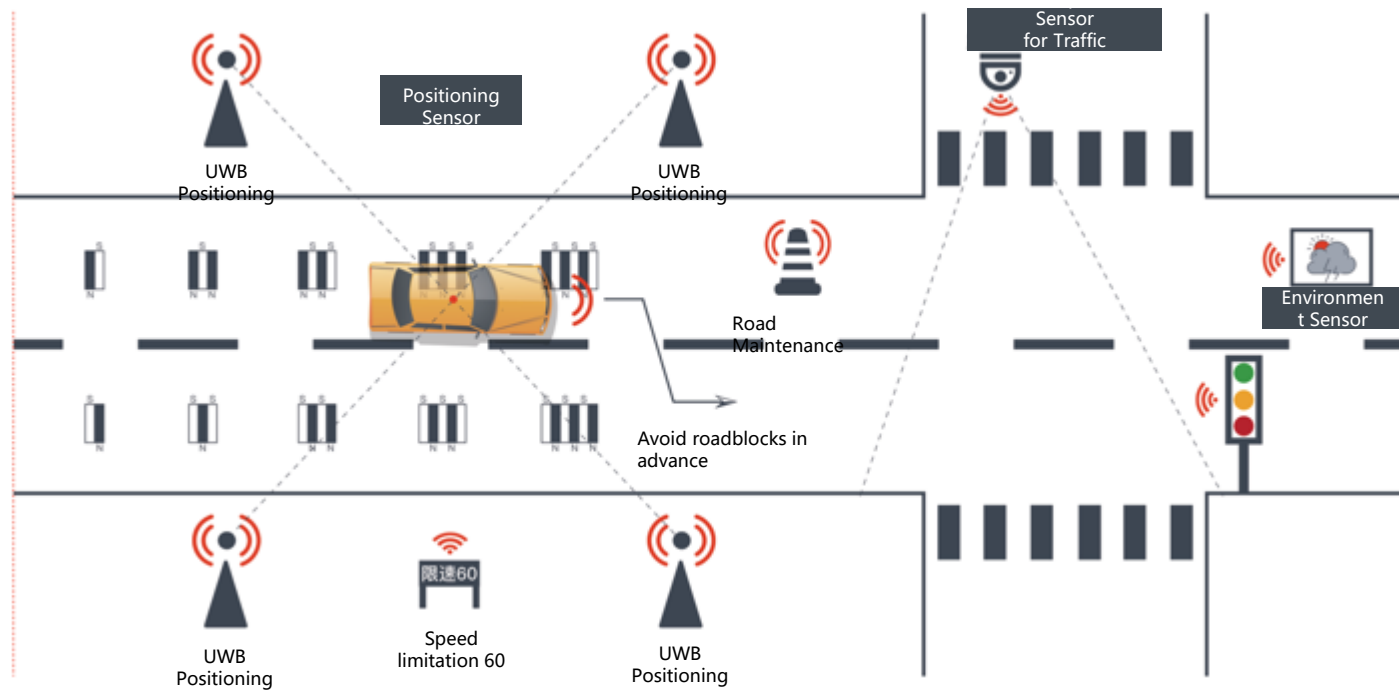 Sensor
for Traffic
Positioning
Sensor
UWB
Positioning
UWB
Positioning
S
S
S S
S S S
S S S S
N
N N
N N
N N N
N N
Environmen
t Sensor
Road
Maintenance
S
S S
S S
S S S
S S S
N
N
N N
N N
N N N
Avoid roadblocks in
advance
限速60
Speed
limitation 60
UWB
Positioning
UWB
Positioning